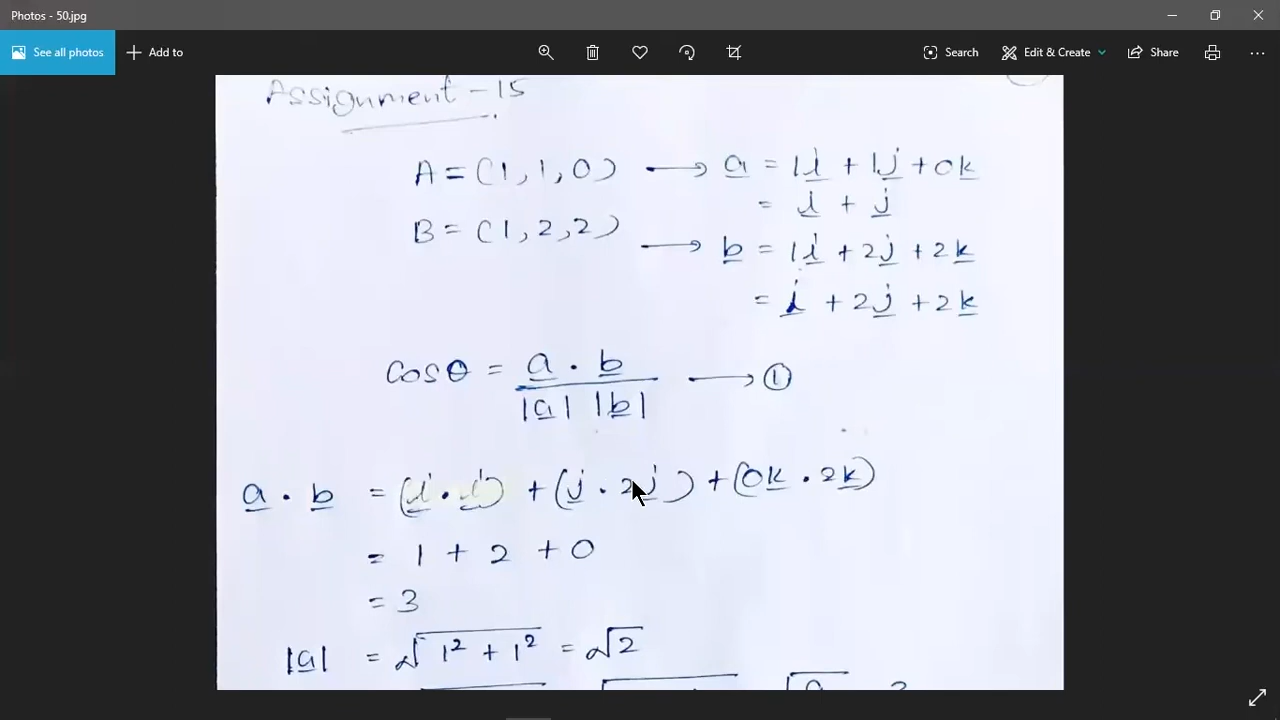 Photos - 50.jpg
See all photos
Add to
Search
Edit & Create
Share
Assignment - 15
A = (1, 1, 0) → a = 1i + 1j + 0k
= i + j
B = (1, 2, 2) → b = 1i + 2j + 2k
= i + 2j + 2k
Cosθ = a · b / |a| |b| → ①
a · b = (i · i) + (j · 2j) + (0k · 2k)
= 1 + 2 + 0
= 3
|a| = √1² + 1² = √2